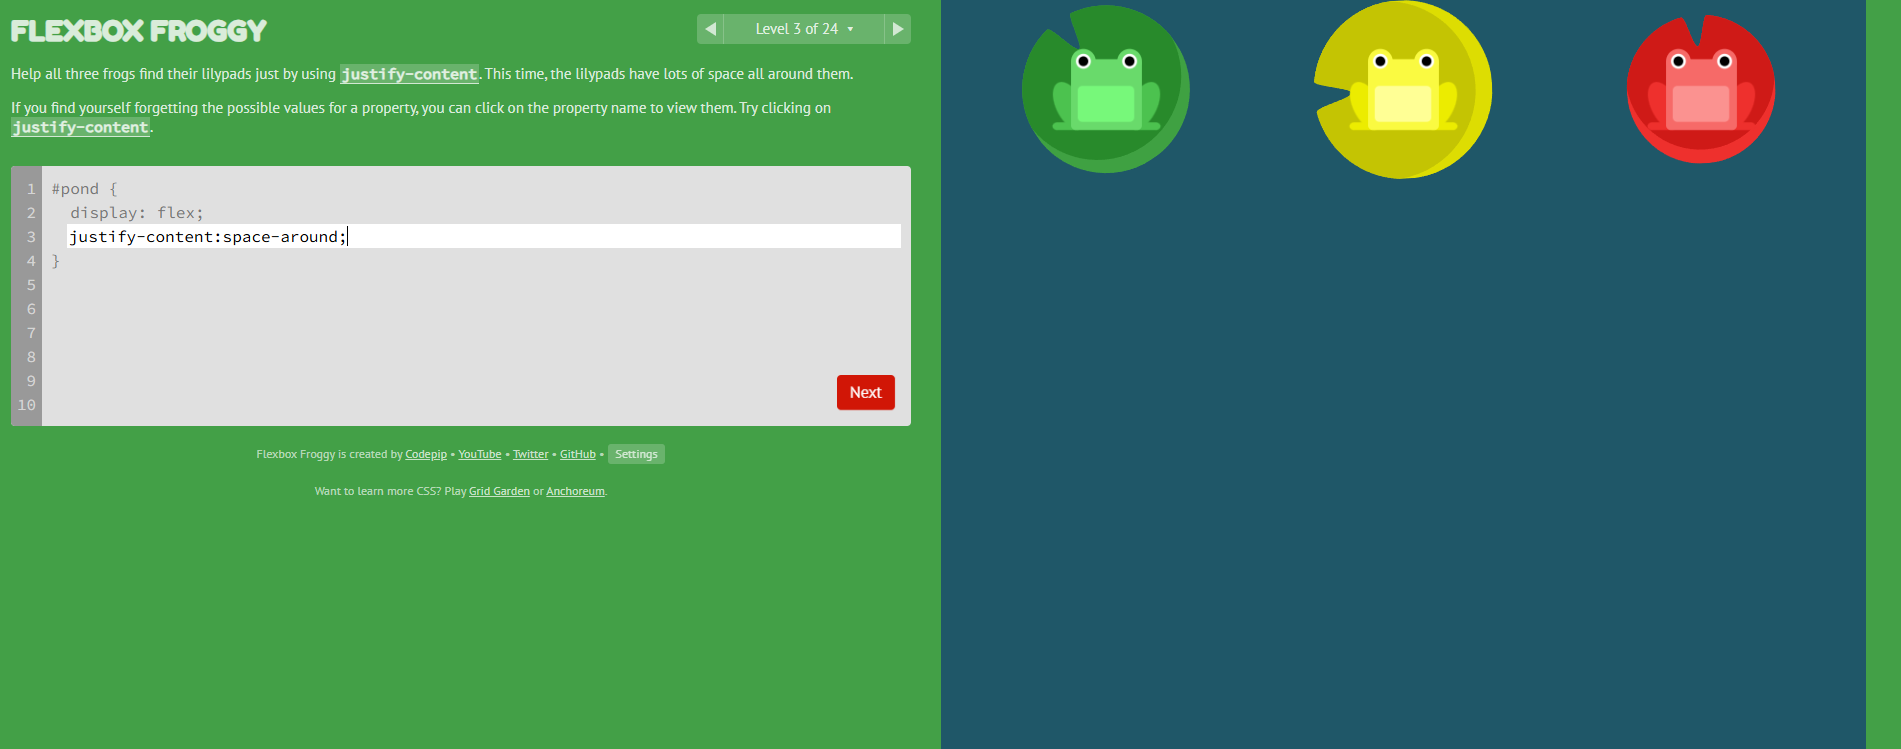 FLEXBOX FROGGY
Level 3 of 24
Help all three frogs find their lilypads just by using justify-content. This time, the lilypads have lots of space all around them.
If you find yourself forgetting the possible values for a property, you can click on the property name to view them. Try clicking on
justify-content.
1 #pond {
2 display: flex;
3 justify-content:space-around;
4 }
5
6
7
8
9
10
Next
Flexbox Froggy is created by Codepip • YouTube • Twitter • GitHub • Settings
Want to learn more CSS? Play Grid Garden or Anchoreum.